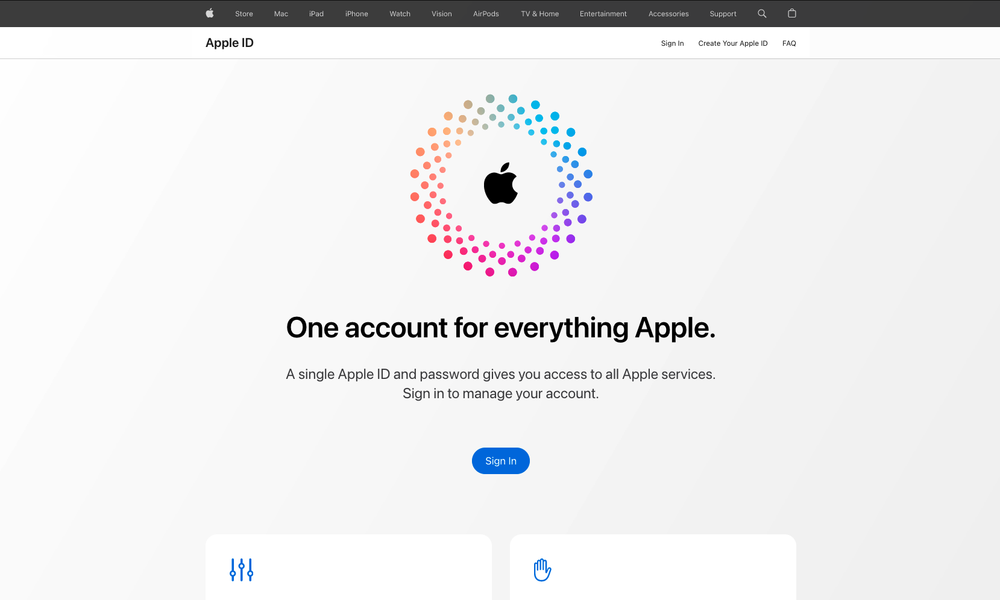 Store Mac iPad iPhone Watch Vision AirPods TV & Home Entertainment Accessories Support
Apple ID Sign In Create Your Apple ID FAQ
One account for everything Apple.
A single Apple ID and password gives you access to all Apple services.
Sign in to manage your account.
Sign In